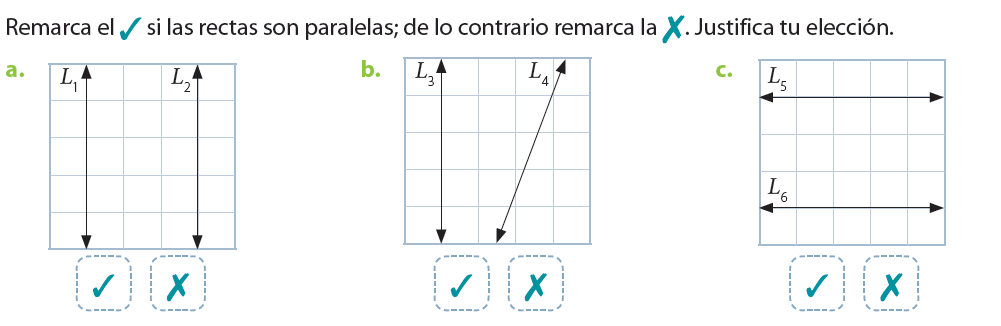 Remarca el ✓ si las rectas son paralelas; de lo contrario remarca la ✗. Justifica tu elección.
a. L₁ L₂
b. L₃ L₄
c. L₅
L₆
✓ ✗ ✓ ✗ ✓ ✗